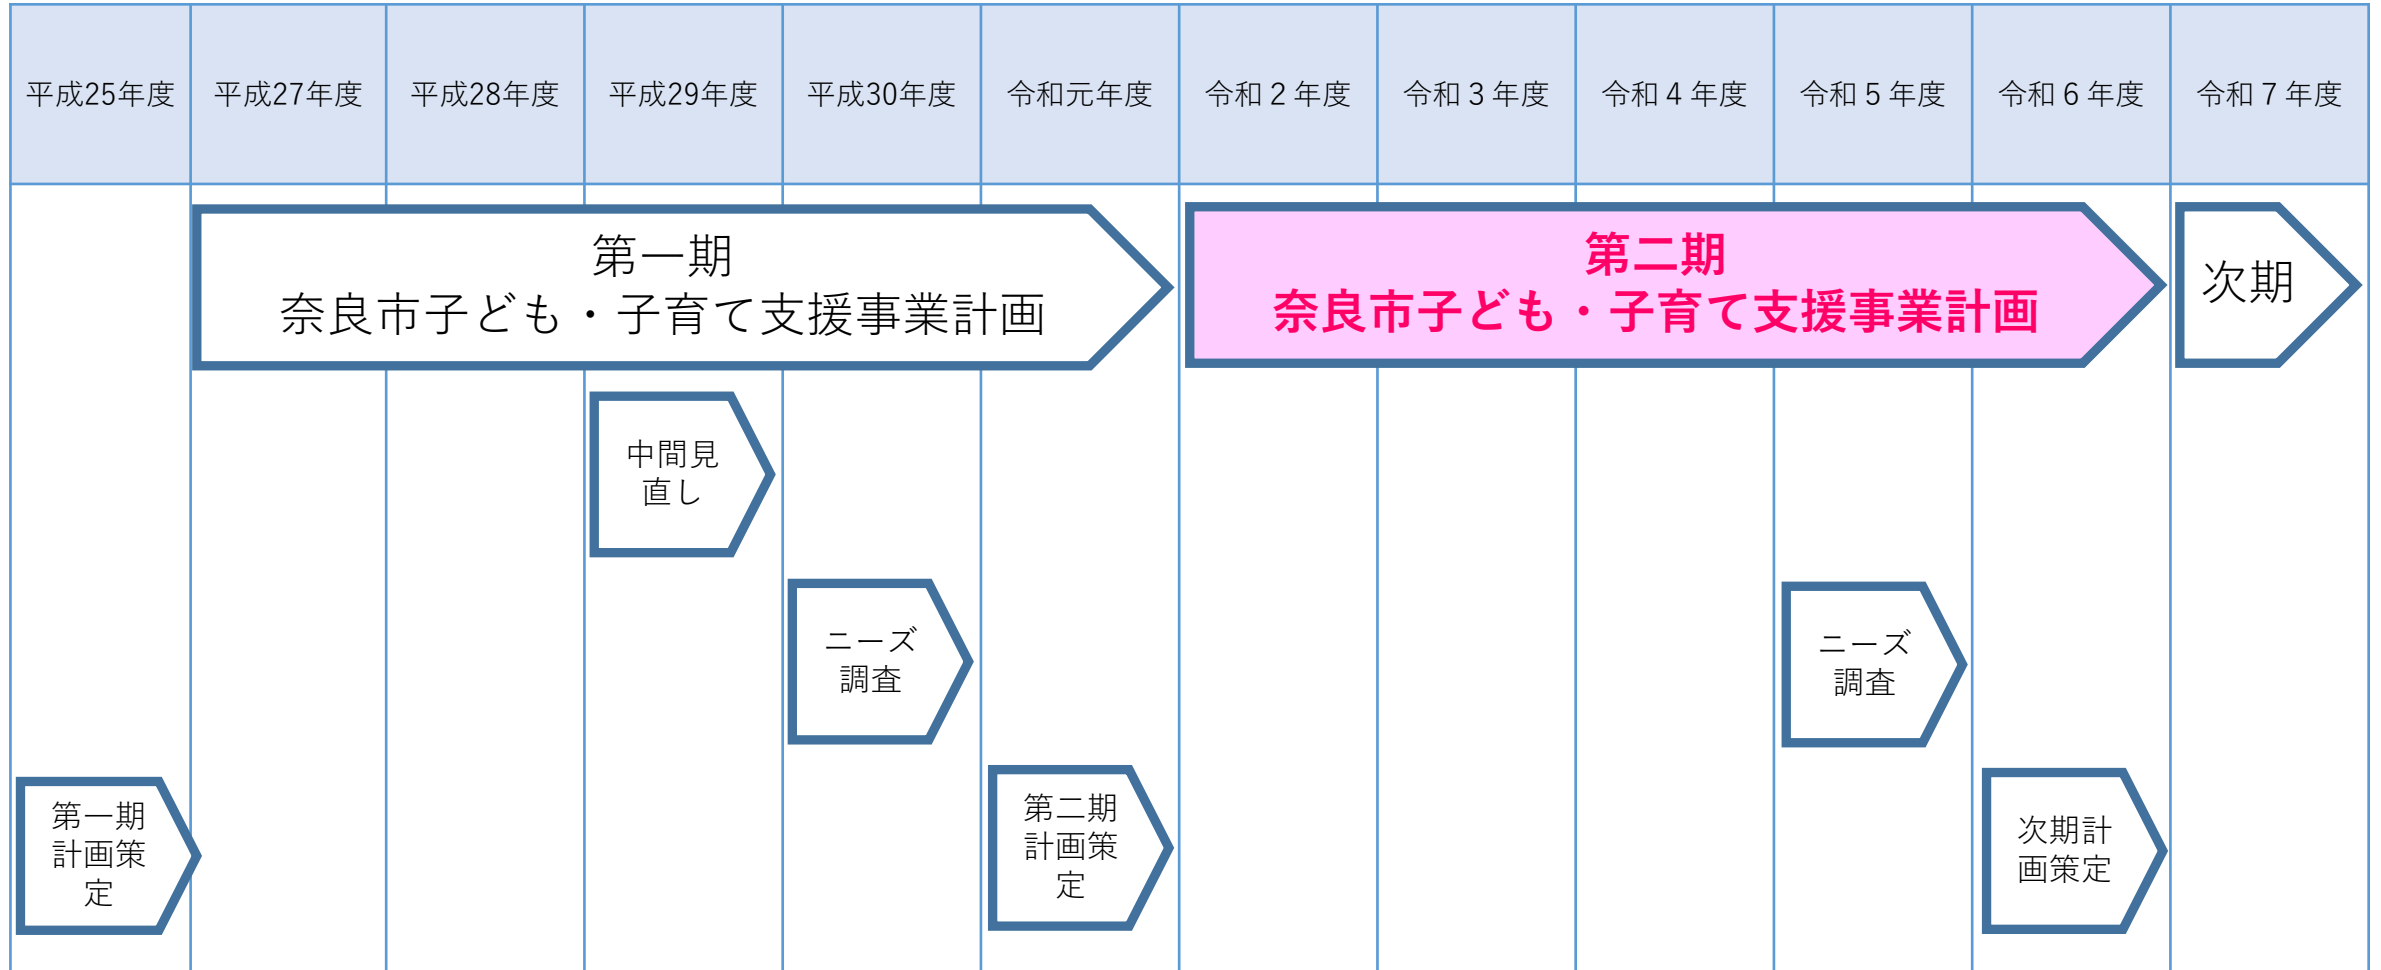 平成25年度
平成27年度
平成28年度
平成29年度
平成30年度
令和元年度
令和２年度
令和３年度
令和４年度
令和５年度
令和６年度
令和７年度
第一期
奈良市子ども・子育て支援事業計画
第二期
奈良市子ども・子育て支援事業計画
次期
中間見
直し
ニーズ
調査
ニーズ
調査
第一期
計画策
定
第二期
計画策
定
次期計
画策定